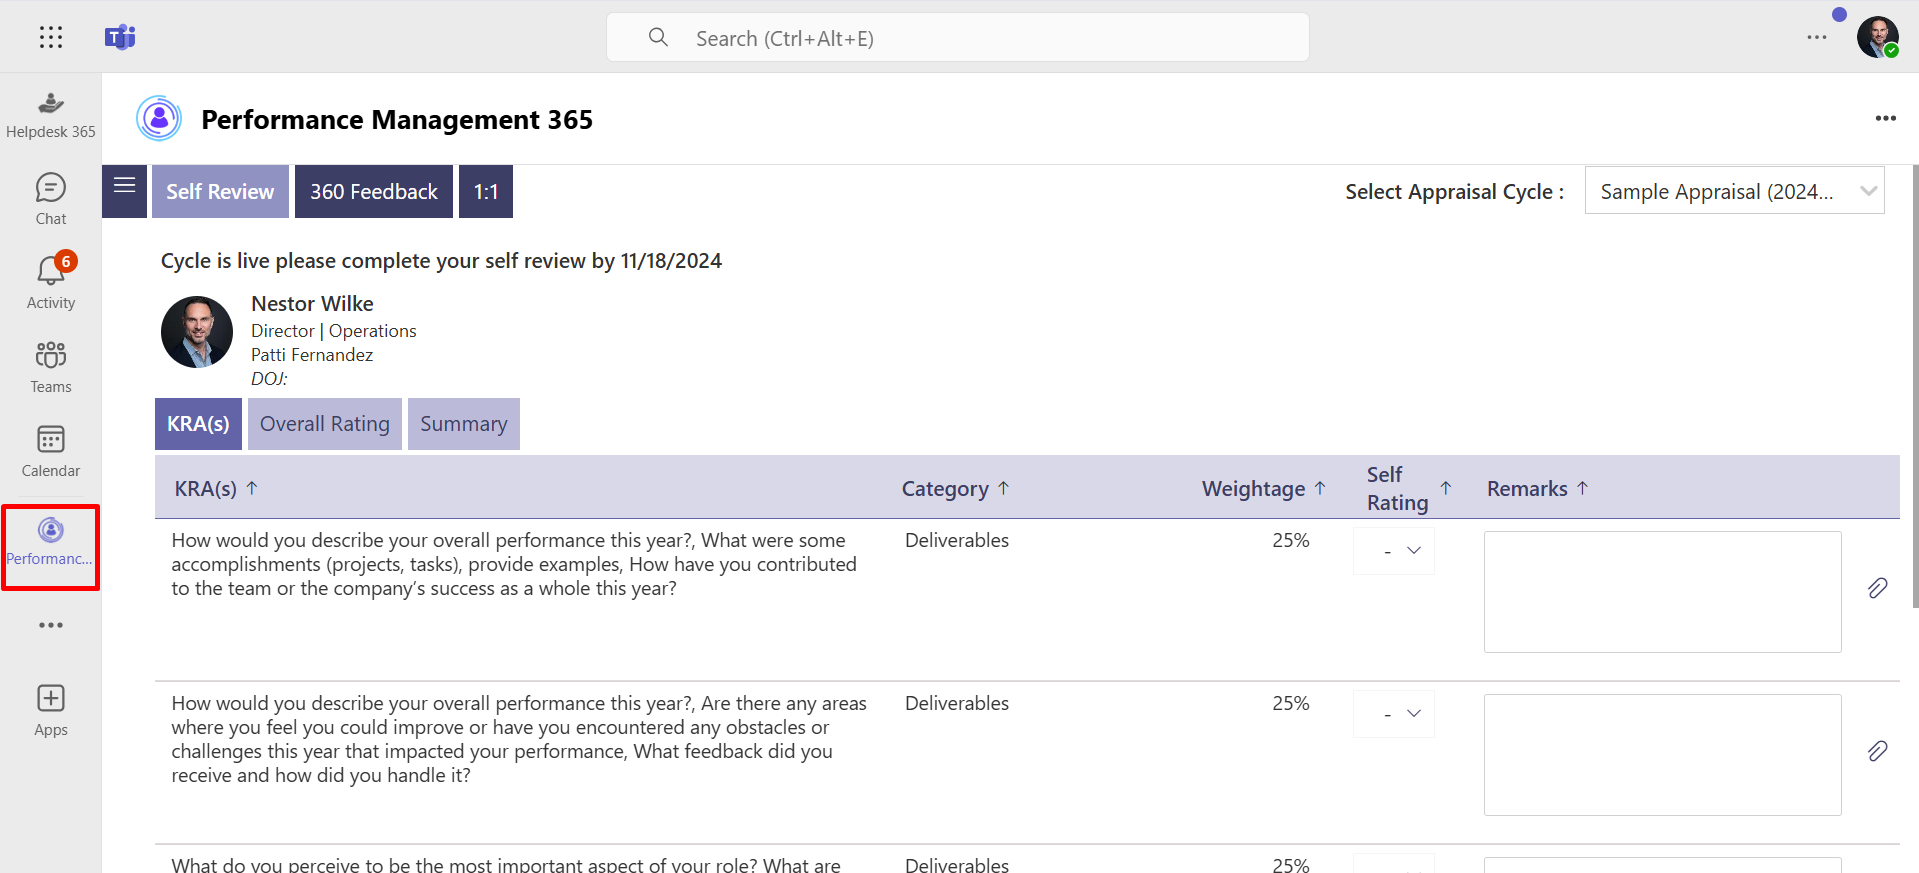 Search (Ctrl+Alt+E)
Helpdesk 365
Chat
6
Activity
Teams
Calendar
Performanc...
Apps
Performance Management 365
Self Review
360 Feedback
1:1
Select Appraisal Cycle :
Sample Appraisal (2024...
Cycle is live please complete your self review by 11/18/2024
Nestor Wilke
Director | Operations
Patti Fernandez
DOJ:
KRA(s)
Overall Rating
Summary
KRA(s) ↑
Category ↑
Weightage ↑
Self
Rating ↑
Remarks ↑
How would you describe your overall performance this year?, What were some
accomplishments (projects, tasks), provide examples, How have you contributed
to the team or the company’s success as a whole this year?
Deliverables
25%
-
How would you describe your overall performance this year?, Are there any areas
where you feel you could improve or have you encountered any obstacles or
challenges this year that impacted your performance, What feedback did you
receive and how did you handle it?
Deliverables
25%
-
What do you perceive to be the most important aspect of your role? What are
Deliverables
25%